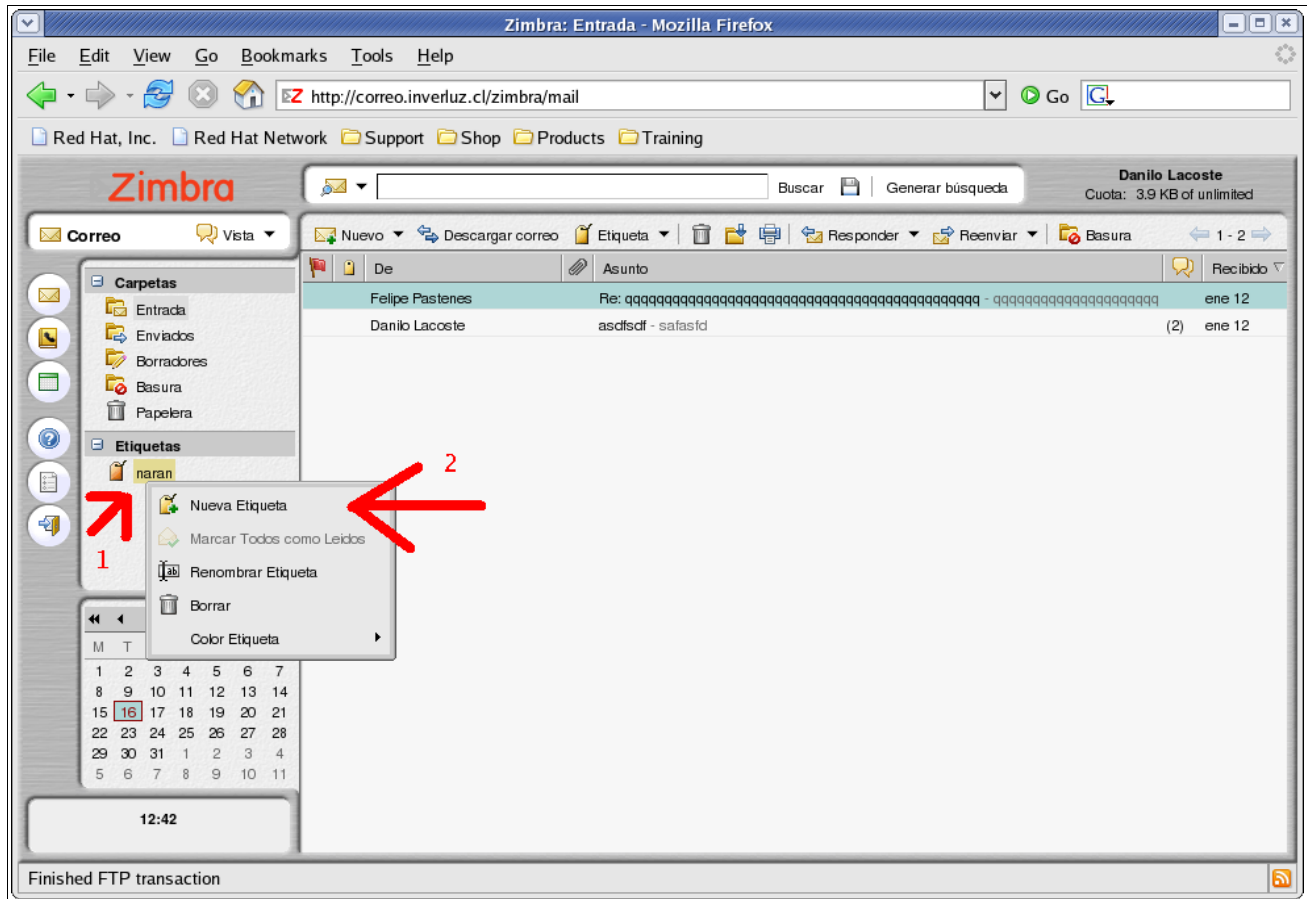 Zimbra: Entrada - Mozilla Firefox
File Edit View Go Bookmarks Tools Help
http://correo.inverluz.cl/zimbra/mail Go G
Red Hat, Inc. Red Hat Network Support Shop Products Training
Zimbra Buscar Generar búsqueda Danilo Lacoste
Cuota: 3.9 KB of unlimited
Correo Vista Nuevo Descargar correo Etiqueta Responder Reenviar Basura 1 - 2
De Asunto Recibido
Felipe Pastenes Re: qqqqqqqqqqqqqqqqqqqqqqqqqqqqqqqqqqqqqqqqqqqqq - qqqqqqqqqqqqqqqqqqqqq ene 12
Danilo Lacoste asdfsdf - safasfd (2) ene 12
Carpetas
Entrada
Enviados
Borradores
Basura
Papelera
Etiquetas
naran
2
Nueva Etiqueta
Marcar Todos como Leidos
1
Renombrar Etiqueta
Borrar
Color Etiqueta
M T
1 2 3 4 5 6 7
8 9 10 11 12 13 14
15 16 17 18 19 20 21
22 23 24 25 26 27 28
29 30 31 1 2 3 4
5 6 7 8 9 10 11
12:42
Finished FTP transaction